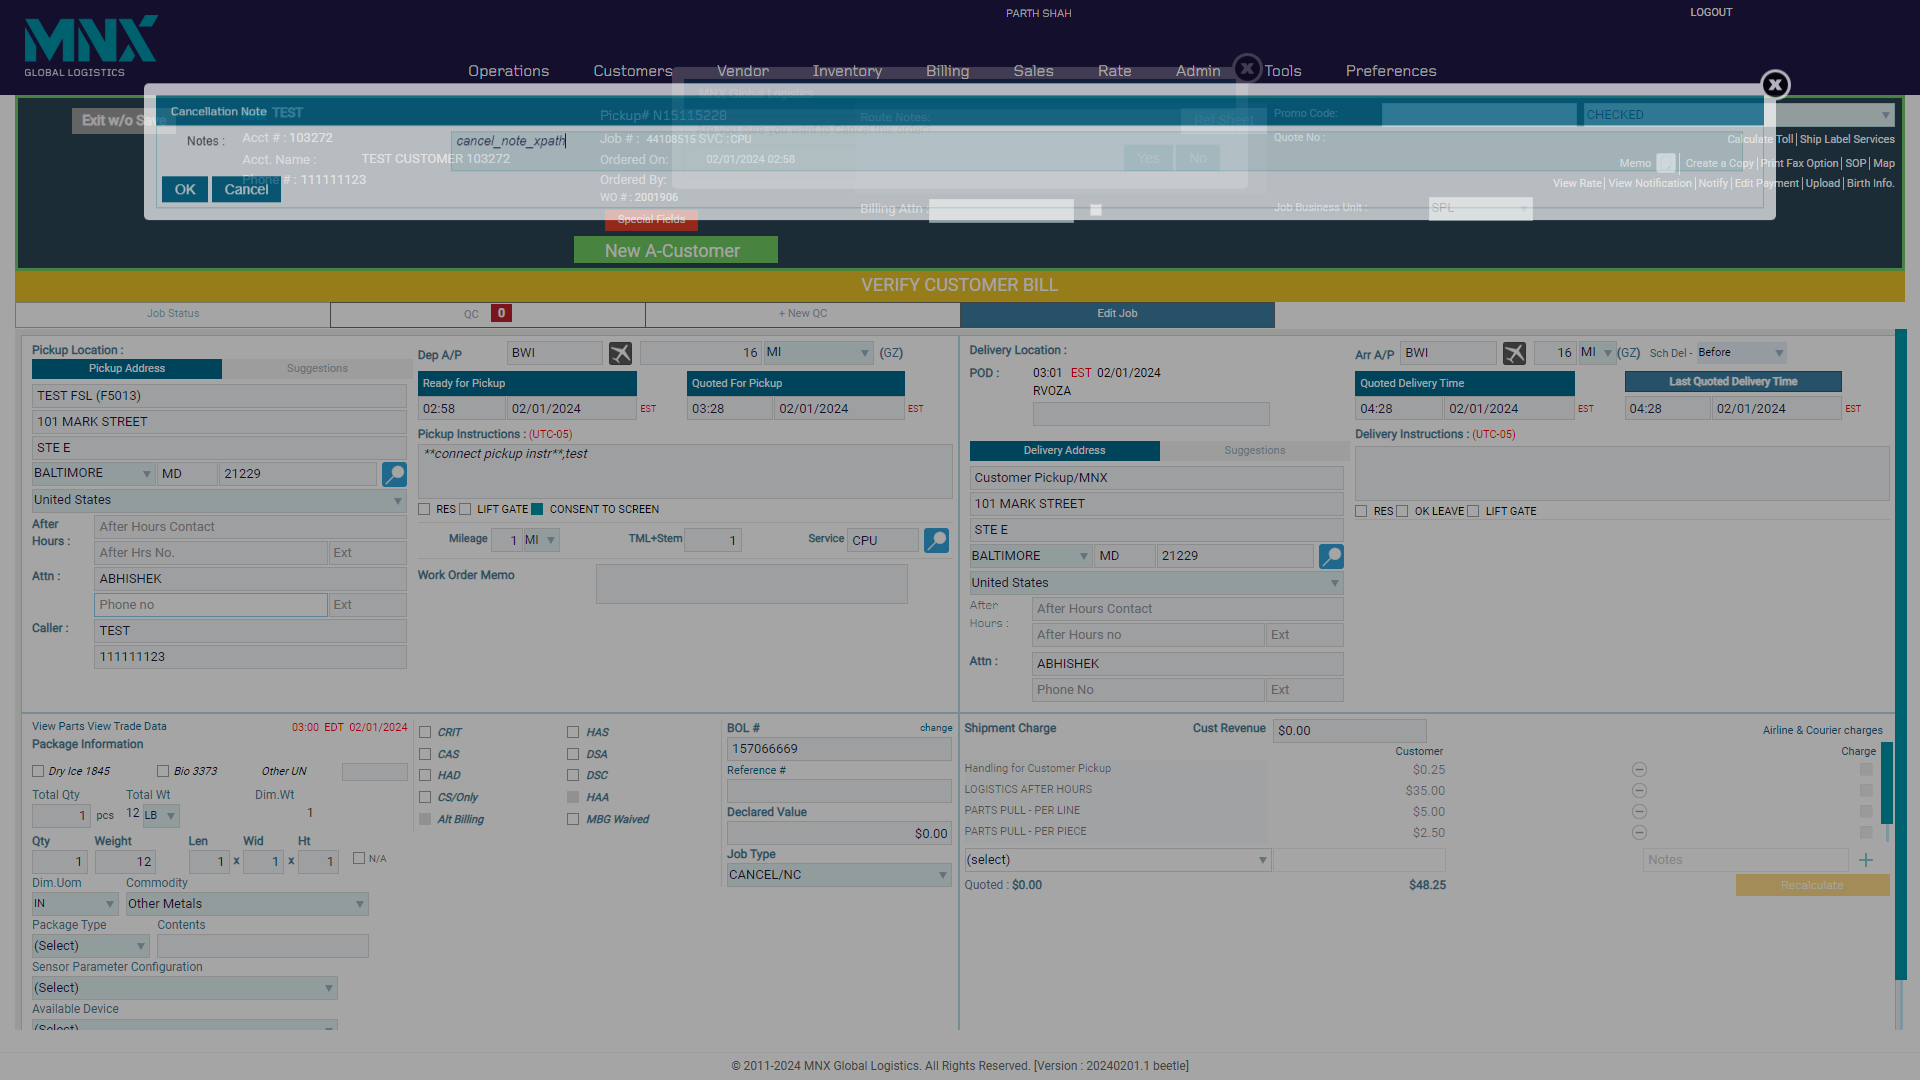 PARTH SHAH
LOGOUT
MNX
GLOBAL LOGISTICS
Operations Customers Vendor Inventory Billing Sales Rate Admin Tools Preferences
MNX Global Logistics
Cancellation Note TEST
Exit w/o Save
Pickup# N15115228
Route Notes:
Ref Sheet
Promo Code:
CHECKED
Notes :
Acct # : 103272
cancel_note_xpath
Job # : 44108515 SVC : CPU
Quote No :
Calculate Toll | Ship Label Services
Acct. Name : TEST CUSTOMER 103272
Ordered On: 02/01/2024 02:58
Yes No
Memo
Create a Copy | Print Fax Option | SOP | Map
Phone # : 111111123
Ordered By:
View Rate | View Notification | Notify | Edit Payment | Upload | Birth Info.
OK Cancel
WO # : 2001906
Billing Attn :
Job Business Unit :
SPL
Special Fields
New A-Customer
VERIFY CUSTOMER BILL
Job Status
QC 0
+ New QC
Edit Job
Pickup Location :
Pickup Address
Suggestions
TEST FSL (F5013)
101 MARK STREET
STE E
BALTIMORE MD 21229
United States
After
Hours :
After Hours Contact
After Hrs No. Ext
Attn :
ABHISHEK
Phone no Ext
Caller :
TEST
111111123
Dep A/P BWI 16 MI (GZ)
Ready for Pickup
Quoted For Pickup
02:58 02/01/2024 EST
03:28 02/01/2024 EST
Pickup Instructions : (UTC-05)
**connect pickup instr**,test
RES LIFT GATE CONSENT TO SCREEN
Mileage 1 MI TML+Stem 1 Service CPU
Work Order Memo
Delivery Location :
POD : 03:01 EST 02/01/2024
RVOZA
Delivery Address
Suggestions
Customer Pickup/MNX
101 MARK STREET
STE E
BALTIMORE MD 21229
United States
After
Hours :
After Hours Contact
After Hours no Ext
Attn :
ABHISHEK
Phone No Ext
Arr A/P BWI 16 MI (GZ) Sch Del - Before
Quoted Delivery Time
Last Quoted Delivery Time
04:28 02/01/2024 EST
04:28 02/01/2024 EST
Delivery Instructions : (UTC-05)
RES OK LEAVE LIFT GATE
View Parts View Trade Data 03:00 EDT 02/01/2024
Package Information
Dry Ice 1845 Bio 3373 Other UN
Total Qty Total Wt Dim.Wt
1 pcs 12 LB 1
Qty Weight Len Wid Ht
1 12 1 x 1 x 1 N/A
Dim.Uom Commodity
IN Other Metals
Package Type Contents
(Select)
Sensor Parameter Configuration
(Select)
Available Device
(Select)
CRIT HAS
CAS DSA
HAD DSC
CS/Only HAA
Alt Billing MBG Waived
BOL # change
157066669
Reference #
Declared Value
$0.00
Job Type
CANCEL/NC
Shipment Charge Cust Revenue $0.00
Airline & Courier charges
Customer
Charge
Handling for Customer Pickup $0.25
LOGISTICS AFTER HOURS $35.00
PARTS PULL - PER LINE $5.00
PARTS PULL - PER PIECE $2.50
(select) Notes
Quoted : $0.00 $48.25
Recalculate
© 2011-2024 MNX Global Logistics. All Rights Reserved. [Version : 20240201.1 beetle]